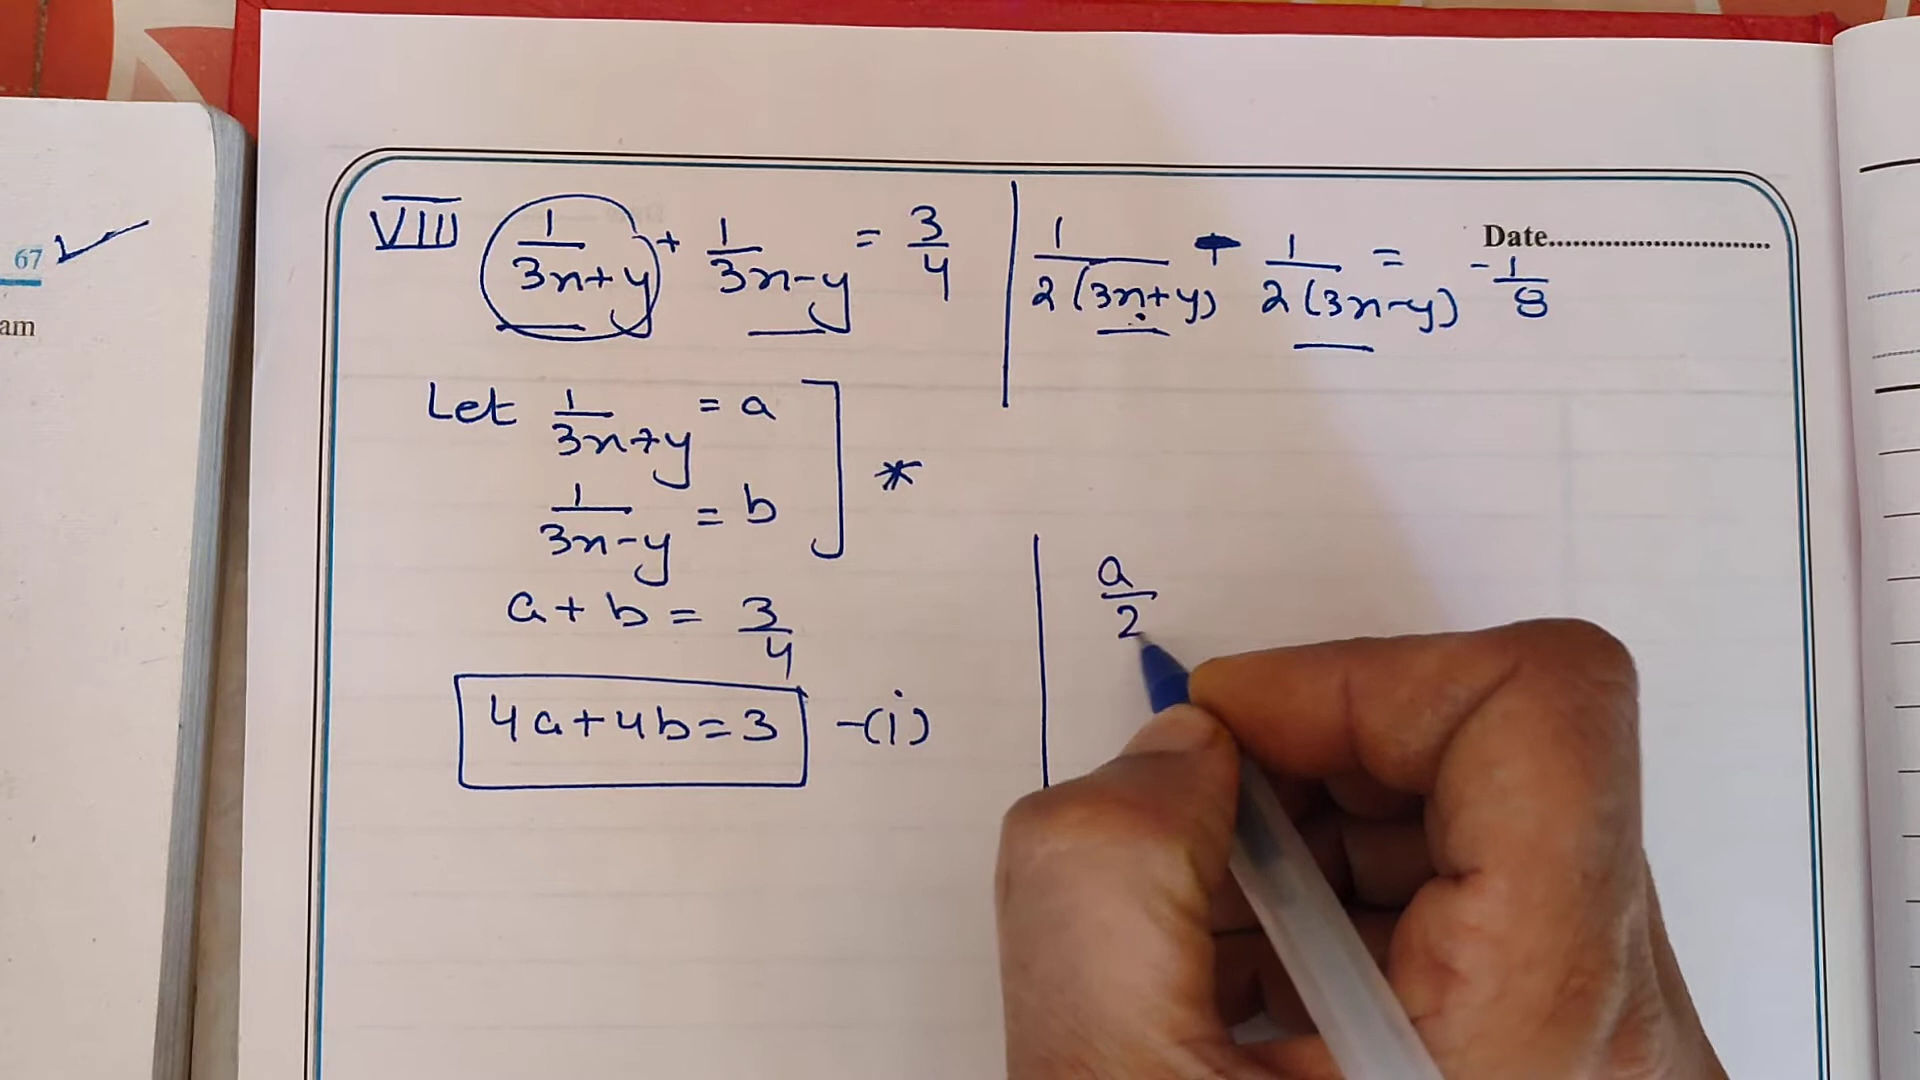 67
am
Date..............................
VIII 1/(3x+y) + 1/(3x-y) = 3/4 | 1/(2(3x+y)) - 1/(2(3x-y)) = -1/8
Let 1/(3x+y) = a
1/(3x-y) = b ] *
a + b = 3/4
4a+4b=3 -(i)
a/2